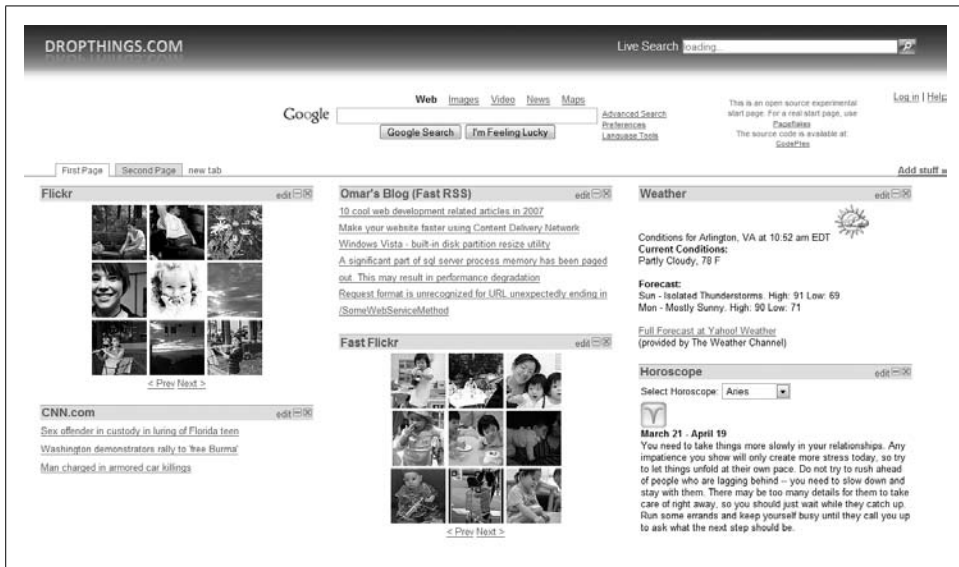 DROPTHINGS.COM
Live Search loading...
Log in | Help
Web Images Video News Maps
Google
Google Search I'm Feeling Lucky
Advanced Search
Preferences
Language Tools
This is an open source experimental
start page. For a real start page, use
Pageflakes
The source code is available at:
CodePlex
First Page Second Page new tab
Add stuff »
Flickr edit
< Prev Next >
CNN.com edit
Sex offender in custody in luring of Florida teen
Washington demonstrators rally to 'free Burma'
Man charged in armored car killings
Omar's Blog (Fast RSS) edit
10 cool web development related articles in 2007
Make your website faster using Content Delivery Network
Windows Vista - built-in disk partition resize utility
A significant part of sql server process memory has been paged
out. This may result in performance degradation
Request format is unrecognized for URL unexpectedly ending in
/SomeWebServiceMethod
Fast Flickr edit
< Prev Next >
Weather edit
Conditions for Arlington, VA at 10:52 am EDT
Current Conditions:
Partly Cloudy, 78 F
Forecast:
Sun - Isolated Thunderstorms. High: 91 Low: 69
Mon - Mostly Sunny. High: 90 Low: 71
Full Forecast at Yahoo! Weather
(provided by The Weather Channel)
Horoscope edit
Select Horoscope: Aries
March 21 - April 19
You need to take things more slowly in your relationships. Any
impatience you show will only create more stress today, so try
to let things unfold at their own pace. Do not try to rush ahead
of people who are lagging behind -- you need to slow down and
stay with them. There may be too many details for them to take
care of right away, so you should just wait while they catch up.
Run some errands and keep yourself busy until they call you up
to ask what the next step should be.